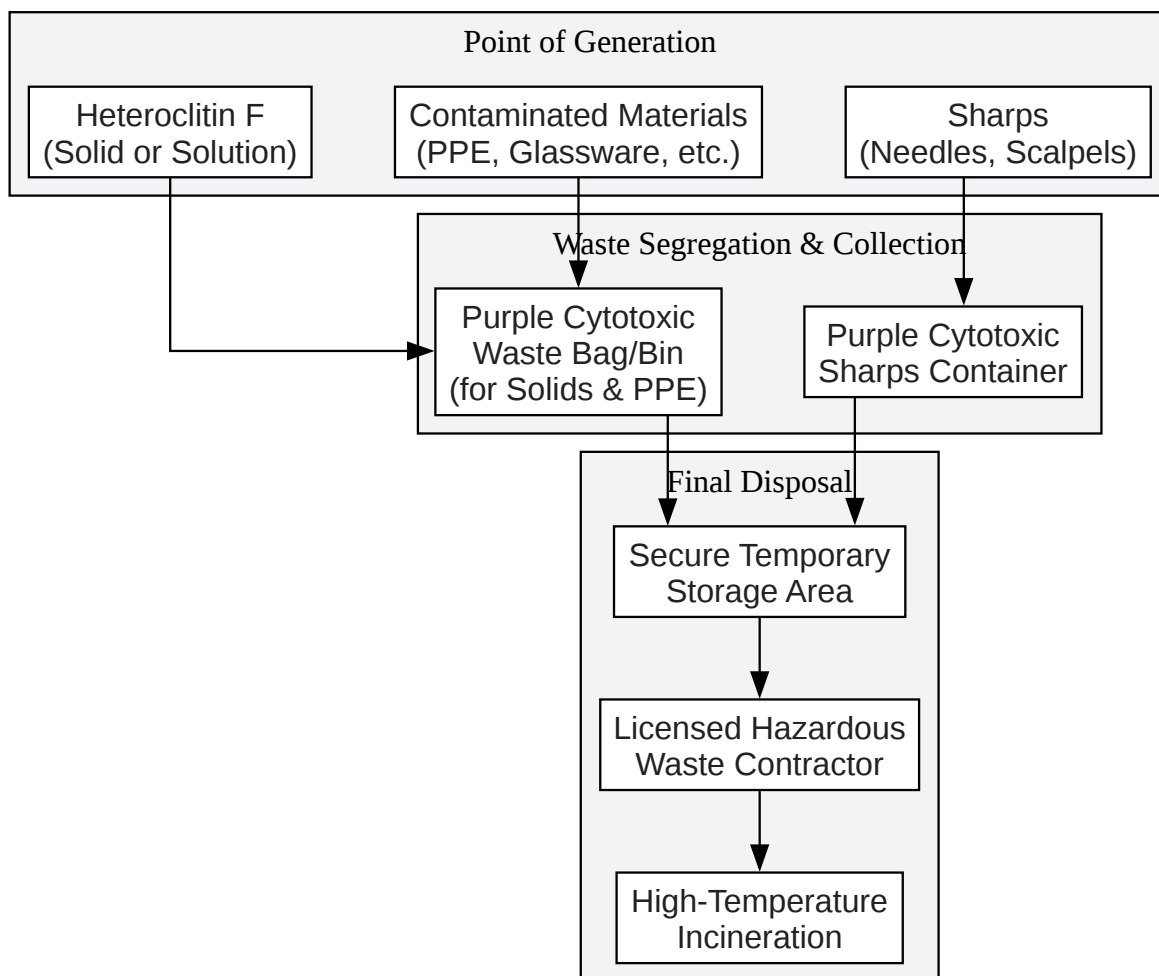 Point of Generation
Heteroclitin F
(Solid or Solution)
Contaminated Materials
(PPE, Glassware, etc.)
Sharps
(Needles, Scalpels)
Waste Segregation & Collection
Purple Cytotoxic
Waste Bag/Bin
(for Solids & PPE)
Purple Cytotoxic
Sharps Container
Final Disposal
Secure Temporary
Storage Area
Licensed Hazardous
Waste Contractor
High-Temperature
Incineration